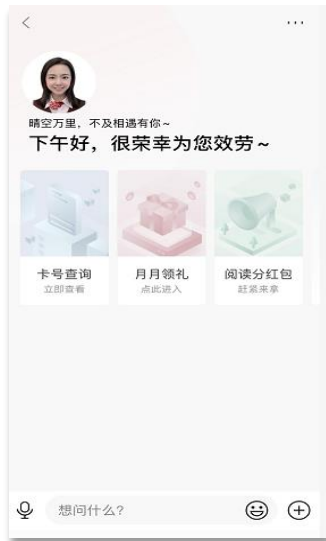 晴空万里，不及相遇有你~
下午好，很荣幸为您效劳~
卡号查询
立即查看
月月领礼
点此进入
阅读分红包
赶紧来拿
想问什么?